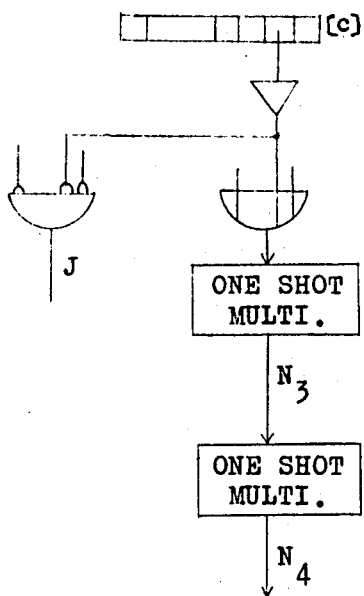 [c]
J
ONE SHOT
MULTI.
N3
ONE SHOT
MULTI.
N4